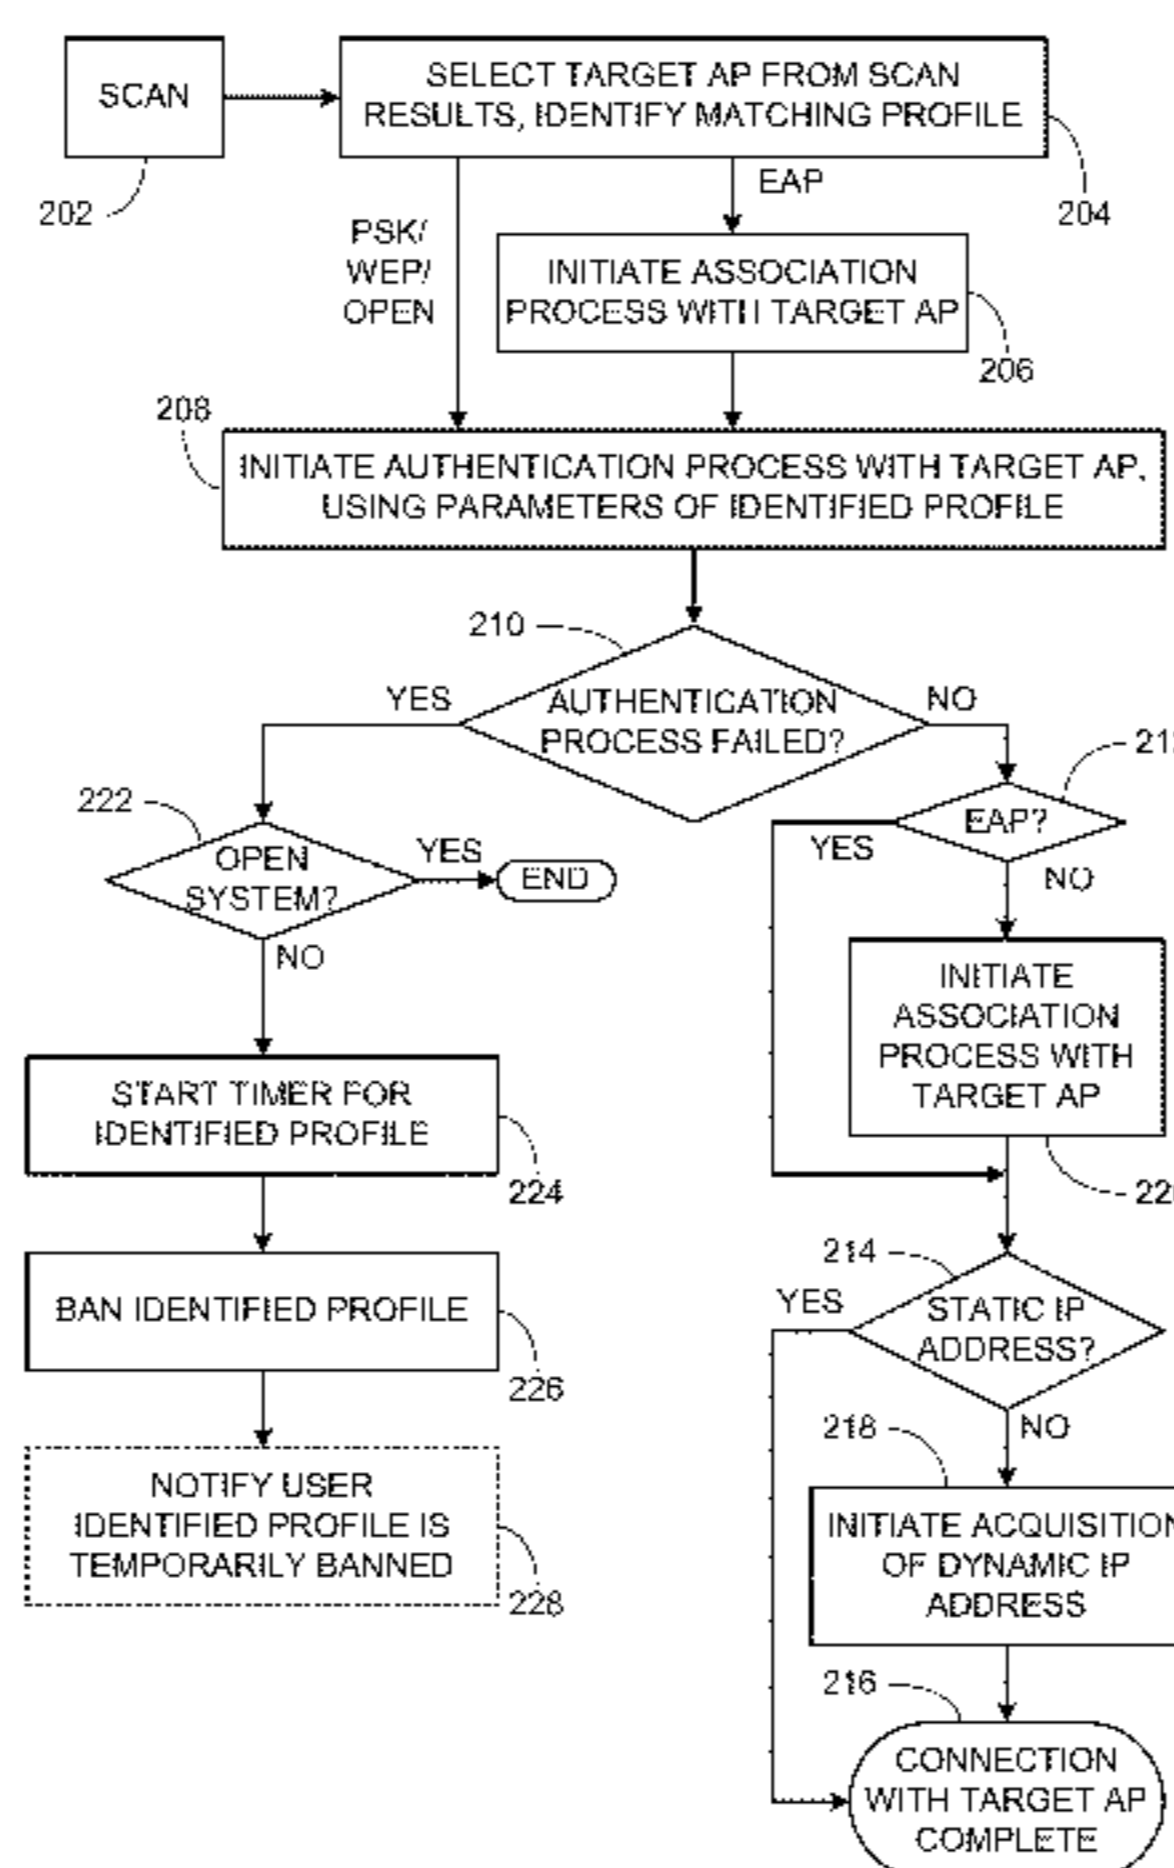 SCAN
202
SELECT TARGET AP FROM SCAN
RESULTS, IDENTIFY MATCHING PROFILE
204
EAP
PSK/
WEP/
OPEN
INITIATE ASSOCIATION
PROCESS WITH TARGET AP
206
208
INITIATE AUTHENTICATION PROCESS WITH TARGET AP,
USING PARAMETERS OF IDENTIFIED PROFILE
210
AUTHENTICATION
PROCESS FAILED?
YES
NO
222
OPEN
SYSTEM?
YES
END
NO
EAP?
YES
NO
INITIATE
ASSOCIATION
PROCESS WITH
TARGET AP
START TIMER FOR
IDENTIFIED PROFILE
224
BAN IDENTIFIED PROFILE
226
NOTIFY USER
IDENTIFIED PROFILE IS
TEMPORARILY BANNED
228
214
STATIC IP
ADDRESS?
YES
NO
218
INITIATE ACQUISITION
OF DYNAMIC IP
ADDRESS
216
CONNECTION
WITH TARGET AP
COMPLETE